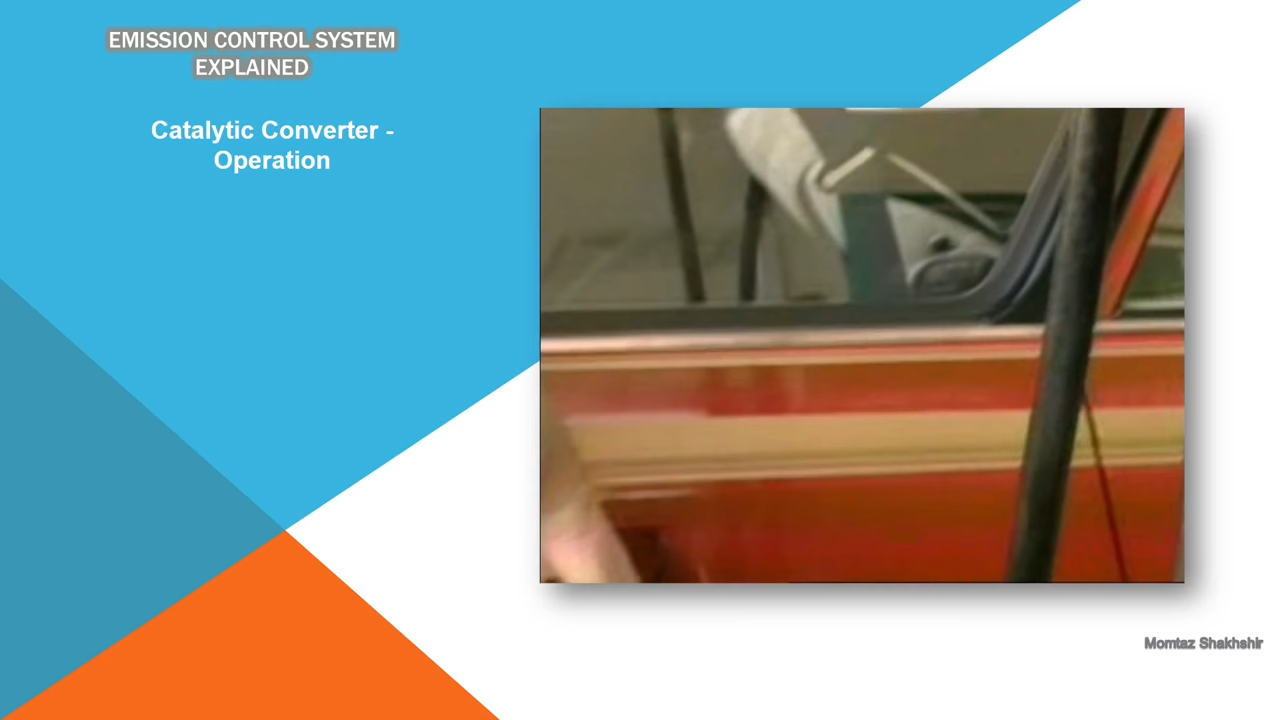 EMISSION CONTROL SYSTEM
EXPLAINED
Catalytic Converter -
Operation
Momtaz Shakhshir